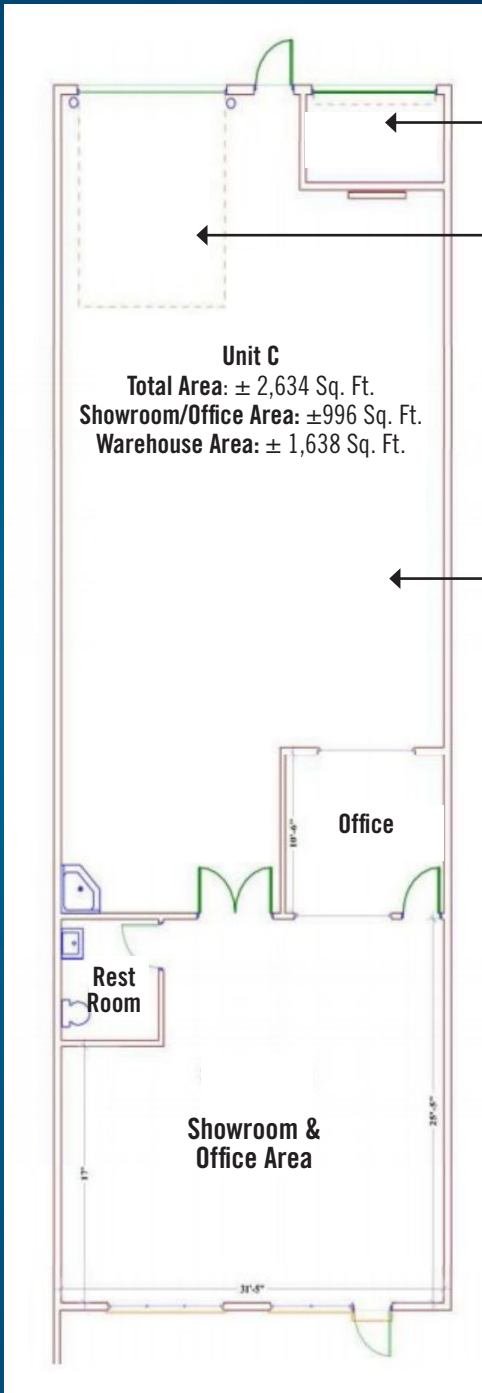 Unit C
Total Area: ± 2,634 Sq. Ft.
Showroom/Office Area: ±996 Sq. Ft.
Warehouse Area: ± 1,638 Sq. Ft.
10'-6"
Office
Rest
Room
Showroom &
Office Area
25'-5"
17'
31'-5"